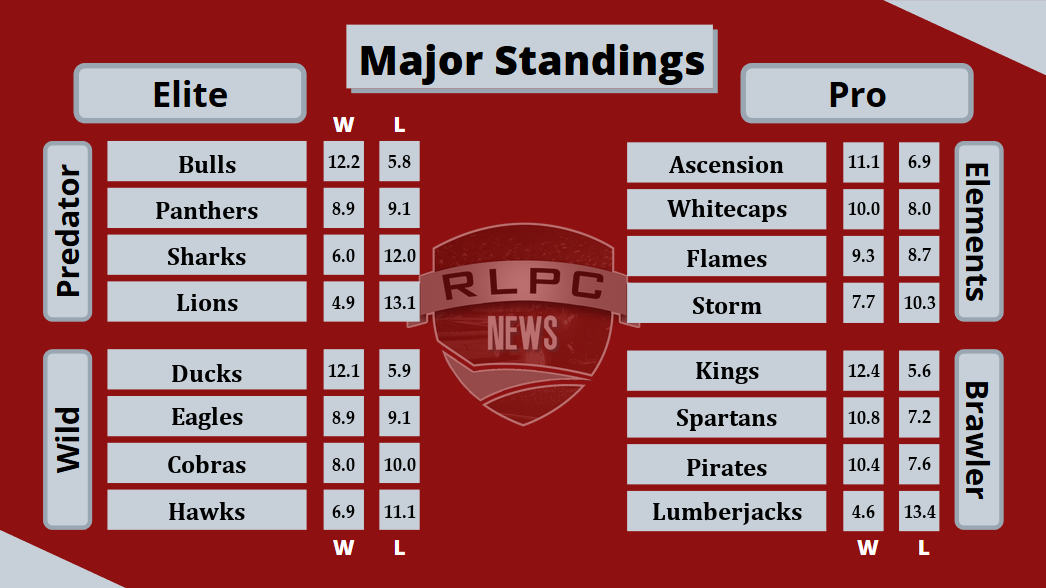 Major Standings
Elite
W L
Predator
Bulls 12.2 5.8
Panthers 8.9 9.1
Sharks 6.0 12.0
Lions 4.9 13.1
Wild
Ducks 12.1 5.9
Eagles 8.9 9.1
Cobras 8.0 10.0
Hawks 6.9 11.1
W L
RLPC
NEWS
Pro
Elements
Ascension 11.1 6.9
Whitecaps 10.0 8.0
Flames 9.3 8.7
Storm 7.7 10.3
Brawler
Kings 12.4 5.6
Spartans 10.8 7.2
Pirates 10.4 7.6
Lumberjacks 4.6 13.4
W L